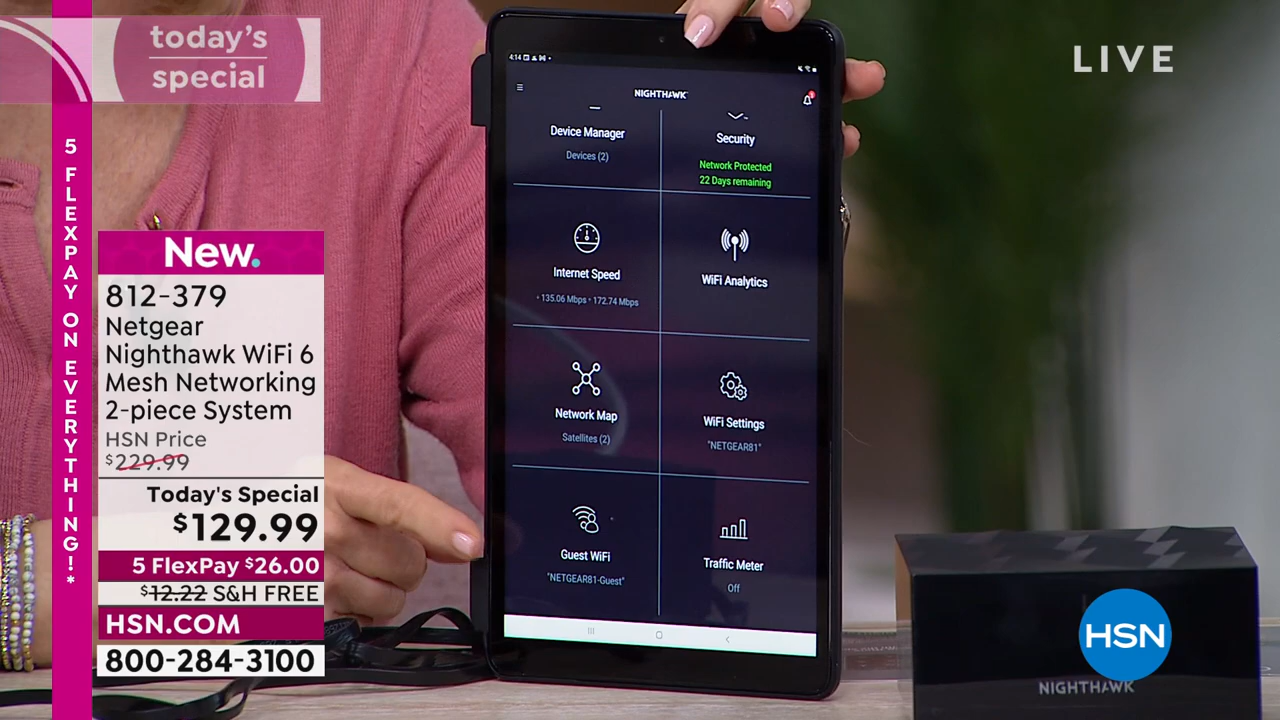 today's
special
LIVE
5 FLEXPAY ON EVERYTHING!*
New.
812-379
Netgear
Nighthawk WiFi 6
Mesh Networking
2-piece System
HSN Price
$229.99
Today's Special
$129.99
5 FlexPay $26.00
$12.22 S&H FREE
HSN.COM
800-284-3100
4:14
NIGHTHAWK
Device Manager
Devices (2)
Security
Network Protected
22 Days remaining
Internet Speed
135.06 Mbps • 172.74 Mbps
WiFi Analytics
Network Map
Satellites (2)
WiFi Settings
"NETGEAR81"
Guest WiFi
"NETGEAR81-Guest"
Traffic Meter
Off
HSN
NIGHTHAWK